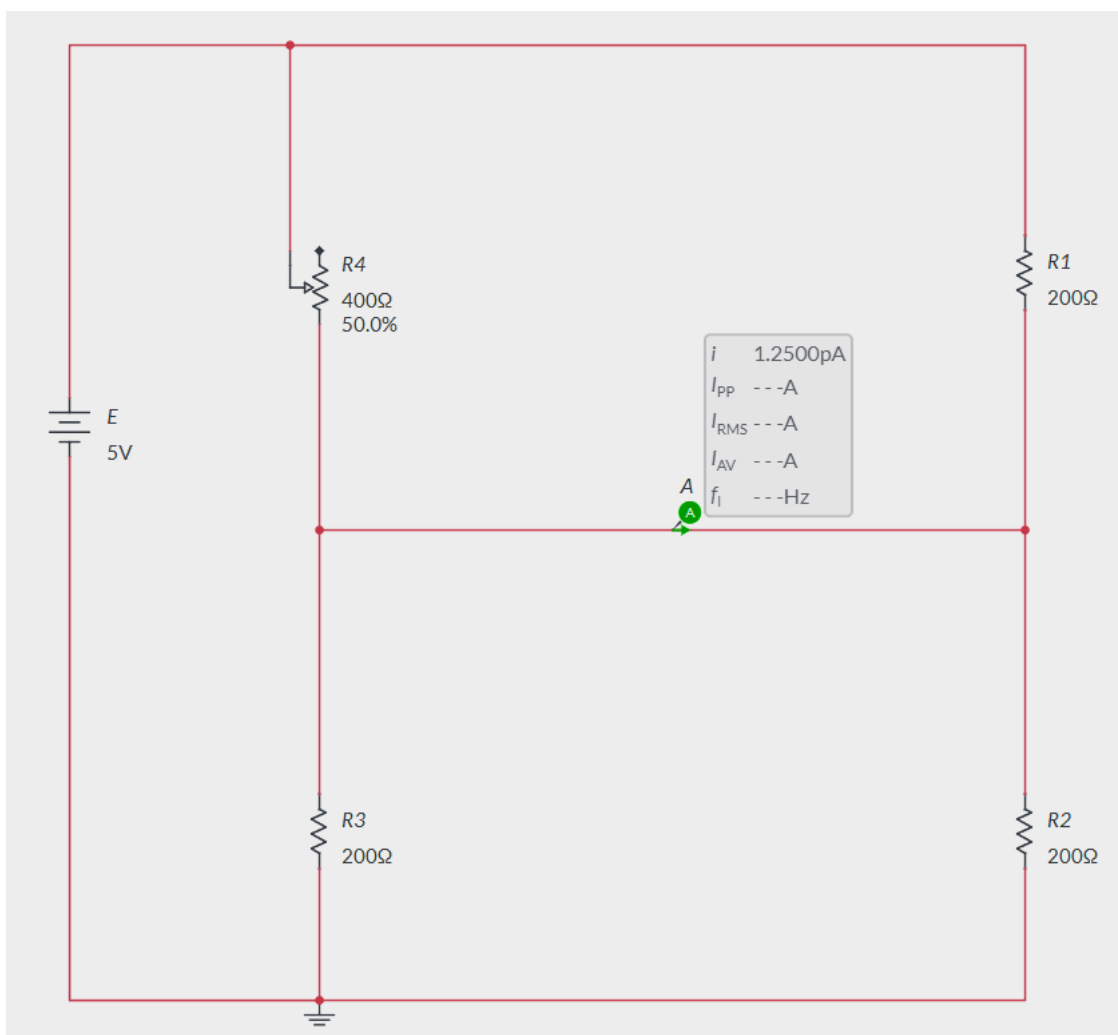 R4
400Ω
50.0%
R1
200Ω
i 1.2500pA
IPP - - -A
IRMS - - -A
IAV - - -A
fI - - -Hz
E
5V
A
A
R3
200Ω
R2
200Ω